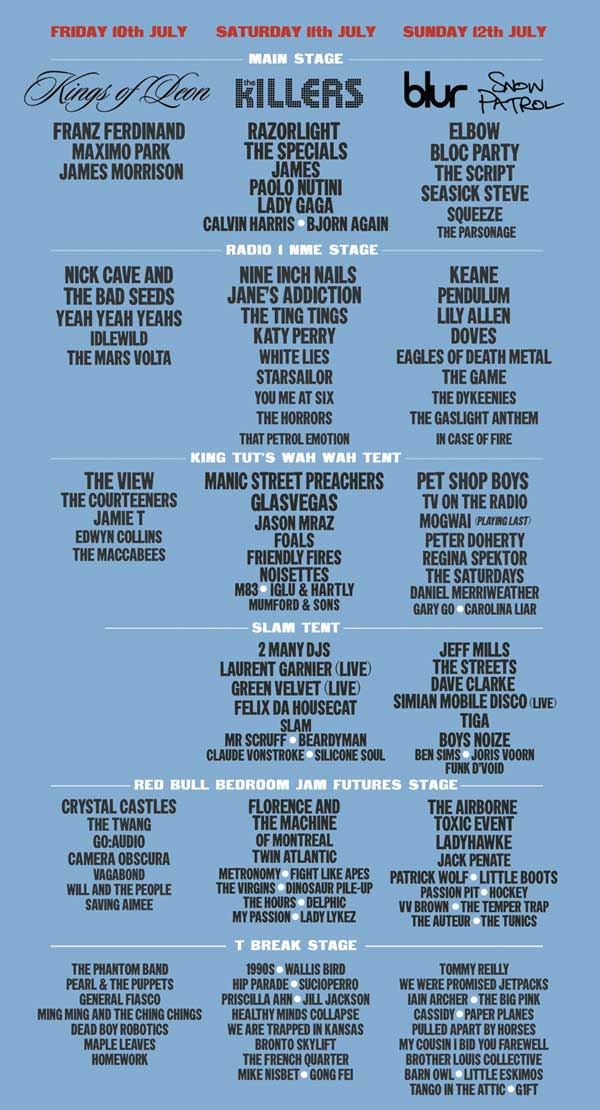 FRIDAY 10th JULY
SATURDAY 11th JULY
SUNDAY 12th JULY
MAIN STAGE
Kings of Leon
FRANZ FERDINAND
MAXIMO PARK
JAMES MORRISON
the KILLERS
RAZORLIGHT
THE SPECIALS
JAMES
PAOLO NUTINI
LADY GAGA
CALVIN HARRIS • BJORN AGAIN
blur SNOW PATROL
ELBOW
BLOC PARTY
THE SCRIPT
SEASICK STEVE
SQUEEZE
THE PARSONAGE
RADIO 1 NME STAGE
NICK CAVE AND
THE BAD SEEDS
YEAH YEAH YEAHS
IDLEWILD
THE MARS VOLTA
NINE INCH NAILS
JANE'S ADDICTION
THE TING TINGS
KATY PERRY
WHITE LIES
STARSAILOR
YOU ME AT SIX
THE HORRORS
THAT PETROL EMOTION
KEANE
PENDULUM
LILY ALLEN
DOVES
EAGLES OF DEATH METAL
THE GAME
THE DYKEENIES
THE GASLIGHT ANTHEM
IN CASE OF FIRE
KING TUT'S WAH WAH TENT
THE VIEW
THE COURTEENERS
JAMIE T
EDWYN COLLINS
THE MACCABEES
MANIC STREET PREACHERS
GLASVEGAS
JASON MRAZ
FOALS
FRIENDLY FIRES
NOISETTES
M83 • IGLU & HARTLY
MUMFORD & SONS
PET SHOP BOYS
TV ON THE RADIO
MOGWAI (PLAYING LAST)
PETER DOHERTY
REGINA SPEKTOR
THE SATURDAYS
DANIEL MERRIWEATHER
GARY GO • CAROLINA LIAR
SLAM TENT
2 MANY DJS
LAURENT GARNIER (LIVE)
GREEN VELVET (LIVE)
FELIX DA HOUSECAT
SLAM
MR SCRUFF • BEARDYMAN
CLAUDE VONSTROKE • SILICONE SOUL
JEFF MILLS
THE STREETS
DAVE CLARKE
SIMIAN MOBILE DISCO (LIVE)
TIGA
BOYS NOIZE
BEN SIMS • JORIS VOORN
FUNK D'VOID
RED BULL BEDROOM JAM FUTURES STAGE
CRYSTAL CASTLES
THE TWANG
GO:AUDIO
CAMERA OBSCURA
VAGABOND
WILL AND THE PEOPLE
SAVING AIMEE
FLORENCE AND
THE MACHINE
OF MONTREAL
TWIN ATLANTIC
METRONOMY • FIGHT LIKE APES
THE VIRGINS • DINOSAUR PILE-UP
THE HOURS • DELPHIC
MY PASSION • LADY LYKEZ
THE AIRBORNE
TOXIC EVENT
LADYHAWKE
JACK PENATE
PATRICK WOLF • LITTLE BOOTS
PASSION PIT • HOCKEY
VV BROWN • THE TEMPER TRAP
THE AUTEUR • THE TUNICS
T BREAK STAGE
THE PHANTOM BAND
PEARL & THE PUPPETS
GENERAL FIASCO
MING MING AND THE CHING CHINGS
DEAD BOY ROBOTICS
MAPLE LEAVES
HOMEWORK
1990S • WALLIS BIRD
HIP PARADE • SUCIOPERRO
PRISCILLA AHN • JILL JACKSON
HEALTHY MINDS COLLAPSE
WE ARE TRAPPED IN KANSAS
BRONTO SKYLIFT
THE FRENCH QUARTER
MIKE NISBET • GONG FEI
TOMMY REILLY
WE WERE PROMISED JETPACKS
IAIN ARCHER • THE BIG PINK
CASSIDY • PAPER PLANES
PULLED APART BY HORSES
MY COUSIN I BID YOU FAREWELL
BROTHER LOUIS COLLECTIVE
BARN OWL • LITTLE ESKIMOS
TANGO IN THE ATTIC • G1FT